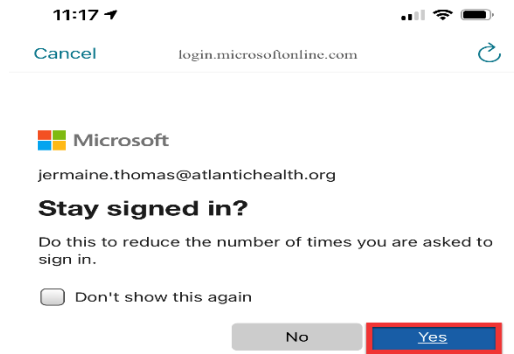 11:17
Cancel login.microsoftonline.com
Microsoft
jermaine.thomas@atlantichealth.org
Stay signed in?
Do this to reduce the number of times you are asked to
sign in.
Don't show this again
No Yes